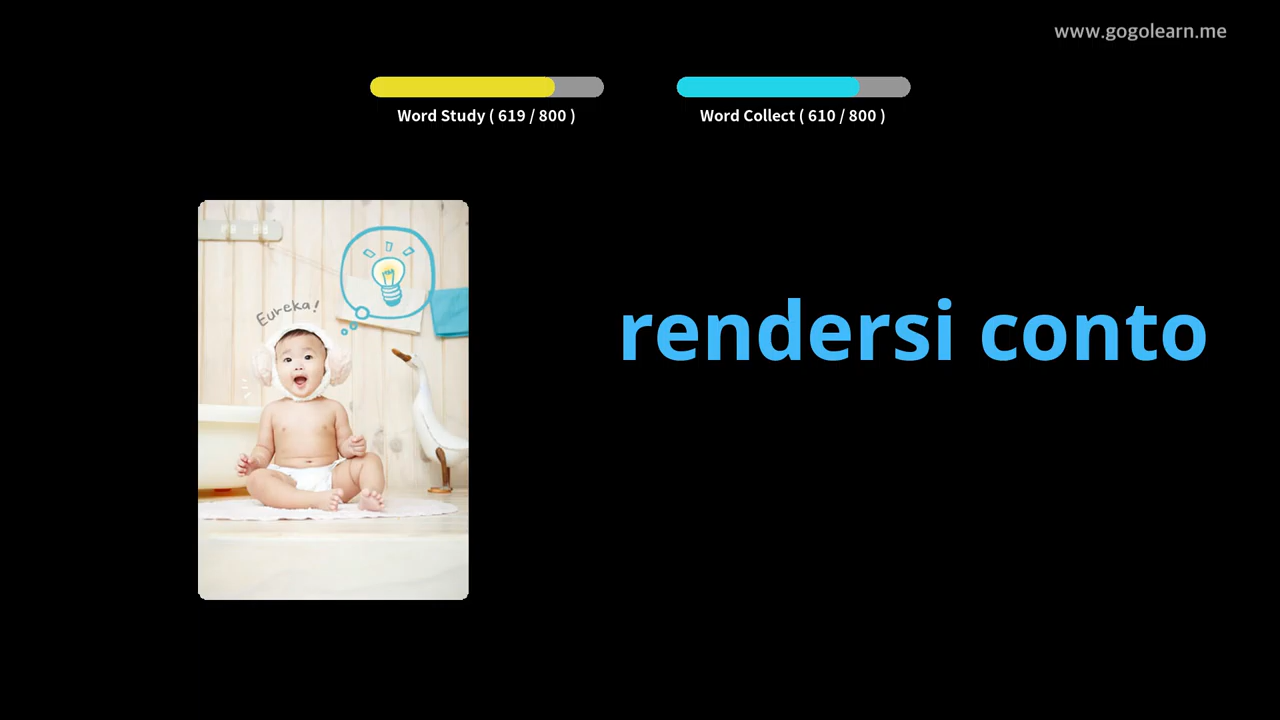 www.gogolearn.me
Word Study ( 619 / 800 )
Word Collect ( 610 / 800 )
Eureka!
rendersi conto